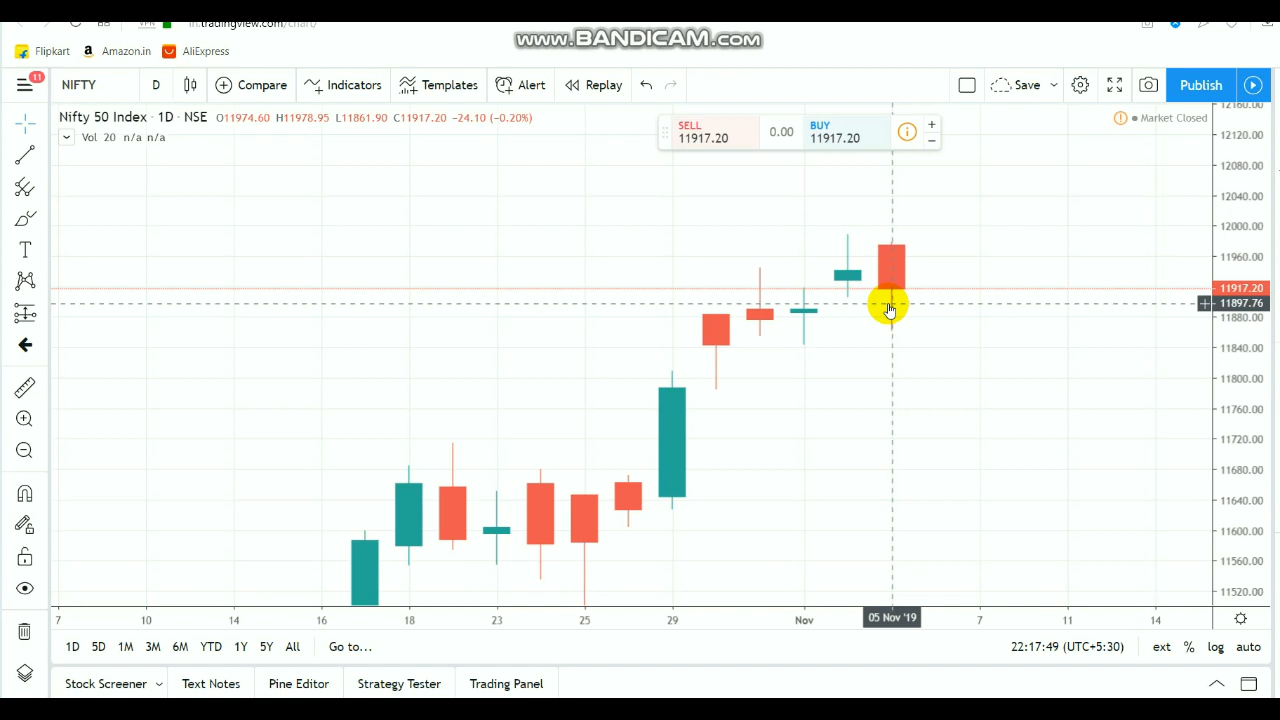 www.BANDICAM.com
in.tradingview.com/chart/
Flipkart Amazon.in AliExpress
11 NIFTY D Compare Indicators Templates Alert Replay Save Publish
Nifty 50 Index · 1D · NSE O11974.60 H11978.95 L11861.90 C11917.20 −24.10 (−0.20%)
Vol 20 n/a n/a
SELL 11917.20 0.00 BUY 11917.20
Market Closed
12160.00
12120.00
12080.00
12040.00
12000.00
11960.00
11917.20
11897.76
11880.00
11840.00
11800.00
11760.00
11720.00
11680.00
11640.00
11600.00
11560.00
11520.00
7 10 14 16 18 23 25 29 Nov 05 Nov '19 7 11 14
1D 5D 1M 3M 6M YTD 1Y 5Y All Go to... 22:17:49 (UTC+5:30) ext % log auto
Stock Screener Text Notes Pine Editor Strategy Tester Trading Panel